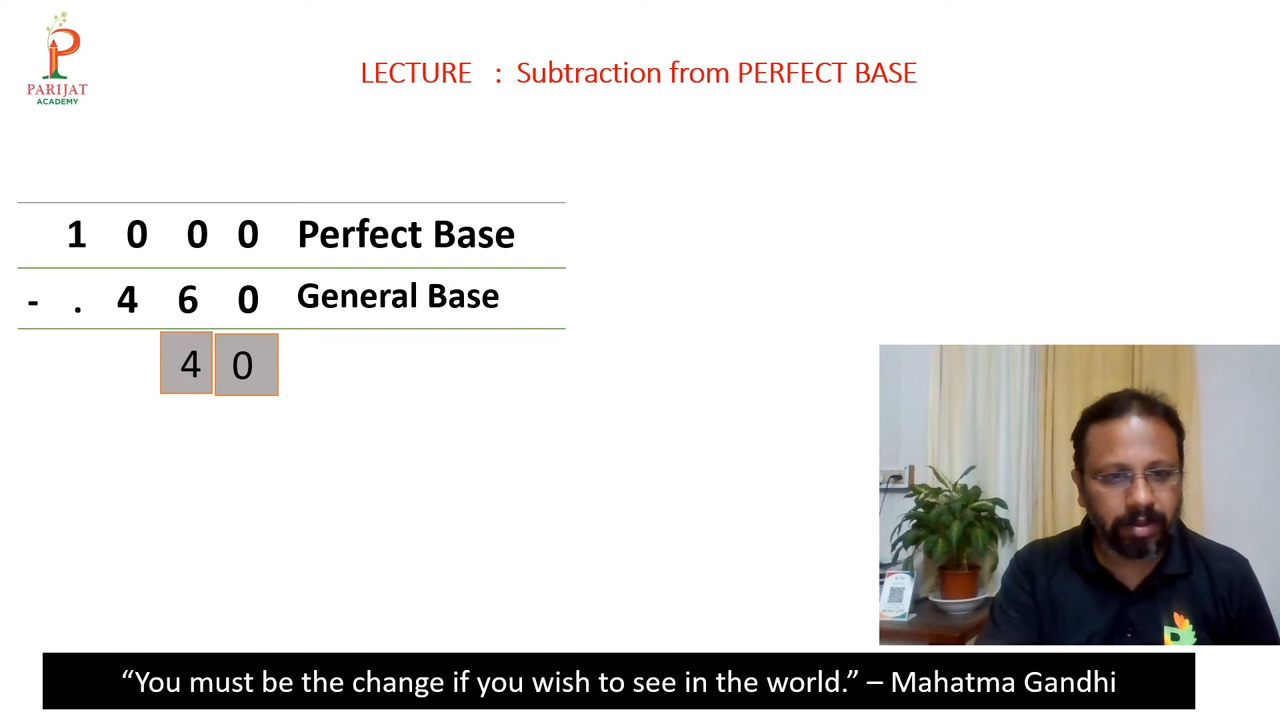 PARIJAT
ACADEMY
LECTURE : Subtraction from PERFECT BASE
1 0 0 0 Perfect Base
- . 4 6 0 General Base
4 0
“You must be the change if you wish to see in the world.” – Mahatma Gandhi